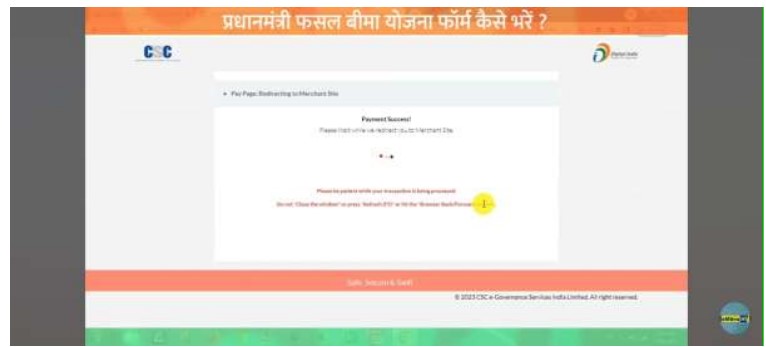 प्रधानमंत्री फसल बीमा योजना फॉर्म कैसे भरें ?
CSC
Digital India
Pay Page: Redirecting to Merchant Site
Payment Success!
Please Wait while we redirect you to Merchant Site.
Please be patient while your transaction is being processed!
Do not 'Close the window' or press 'Refresh (F5)' or hit the 'Browser Back/Forward
Safe, Secure & Swift
© 2023 CSC e-Governance Services India Limited. All right reserved.